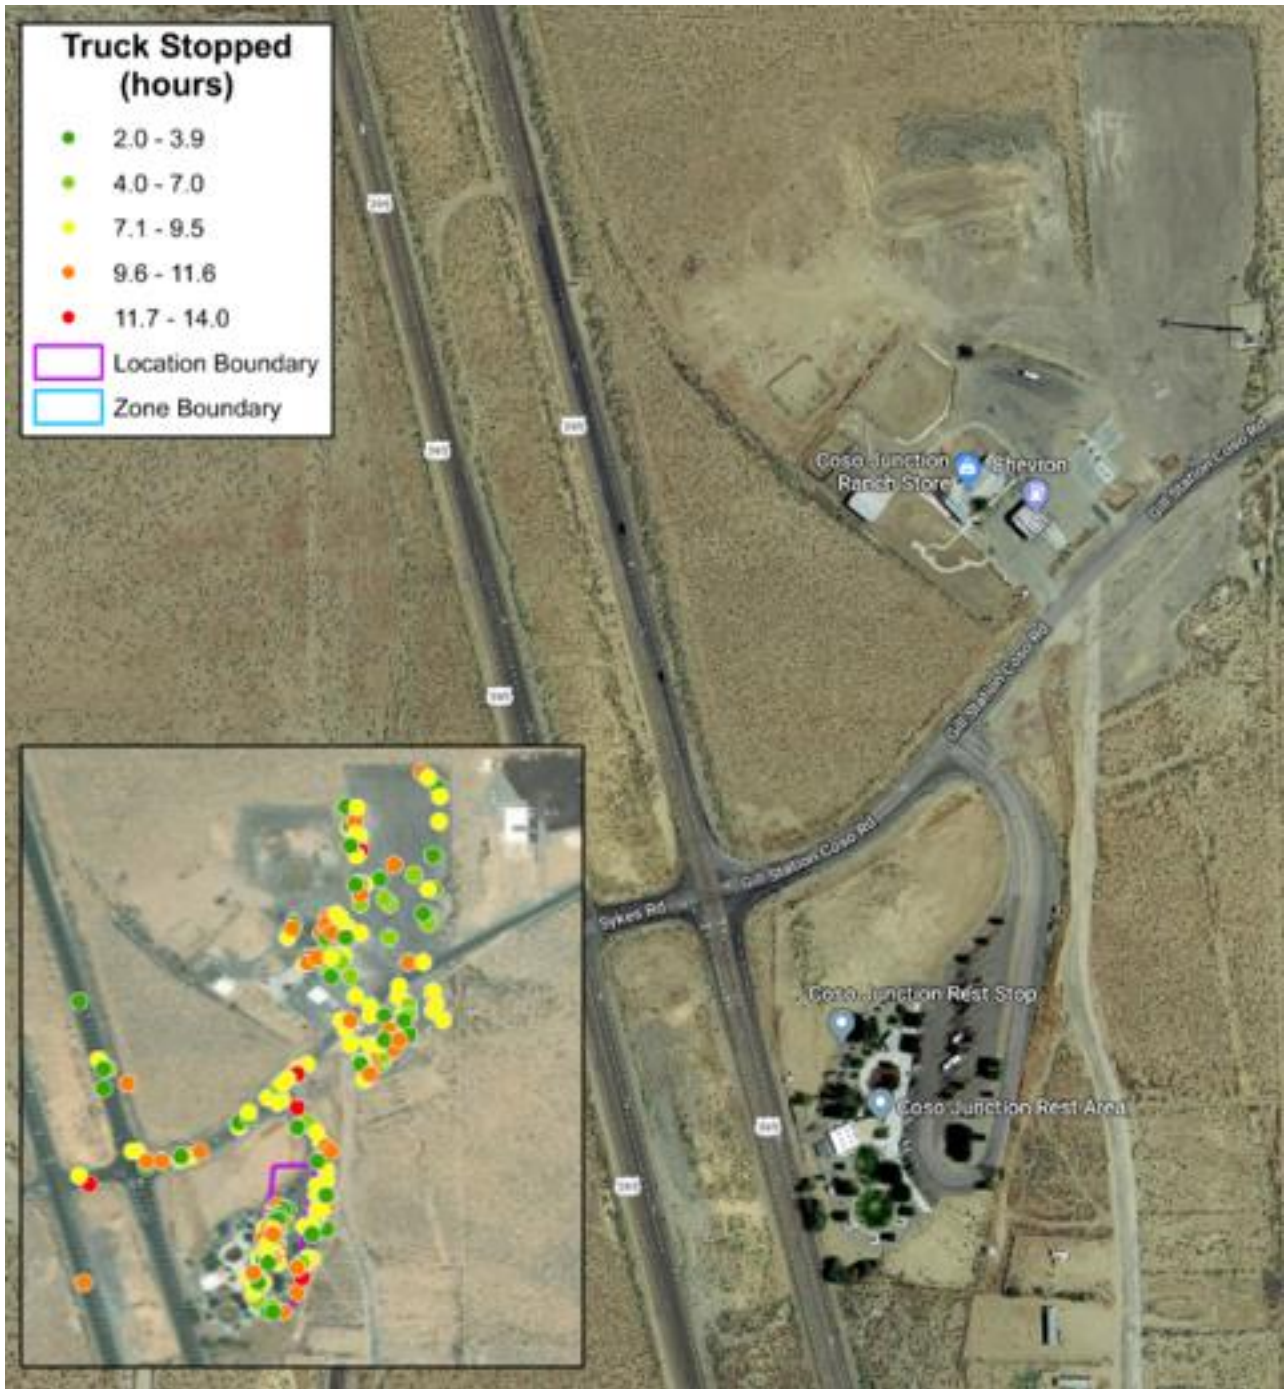 Truck Stopped
(hours)
2.0 - 3.9
4.0 - 7.0
7.1 - 9.5
9.6 - 11.6
11.7 - 14.0
Location Boundary
Zone Boundary
395
395
395
395
Coso Junction
Ranch Store
Chevron
Gill Station Coso Rd
Gill Station Coso Rd
Gill Station Coso Rd
Sykes Rd
Coso Junction Rest Stop
Coso Junction Rest Area
395
395